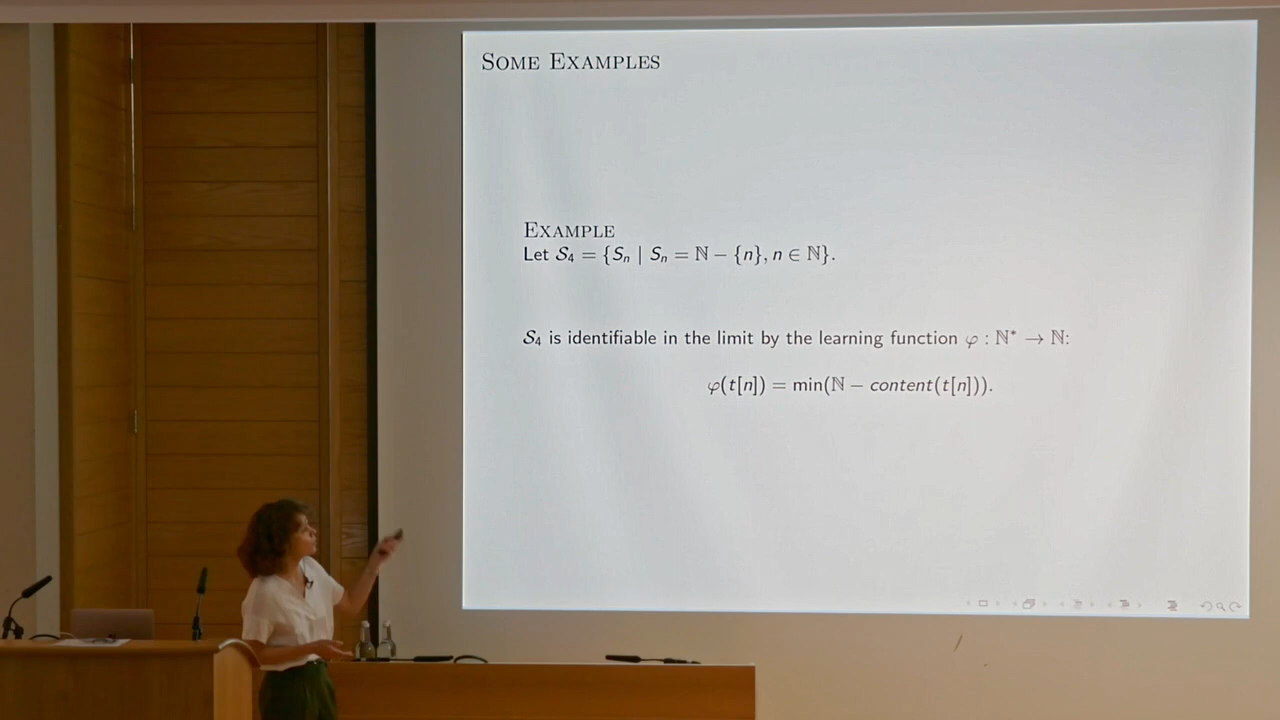 SOME EXAMPLES
EXAMPLE
Let 𝒮₄ = {Sₙ | Sₙ = ℕ − {n}, n ∈ ℕ}.
𝒮₄ is identifiable in the limit by the learning function φ : ℕ* → ℕ:
φ(t[n]) = min(ℕ − content(t[n])).